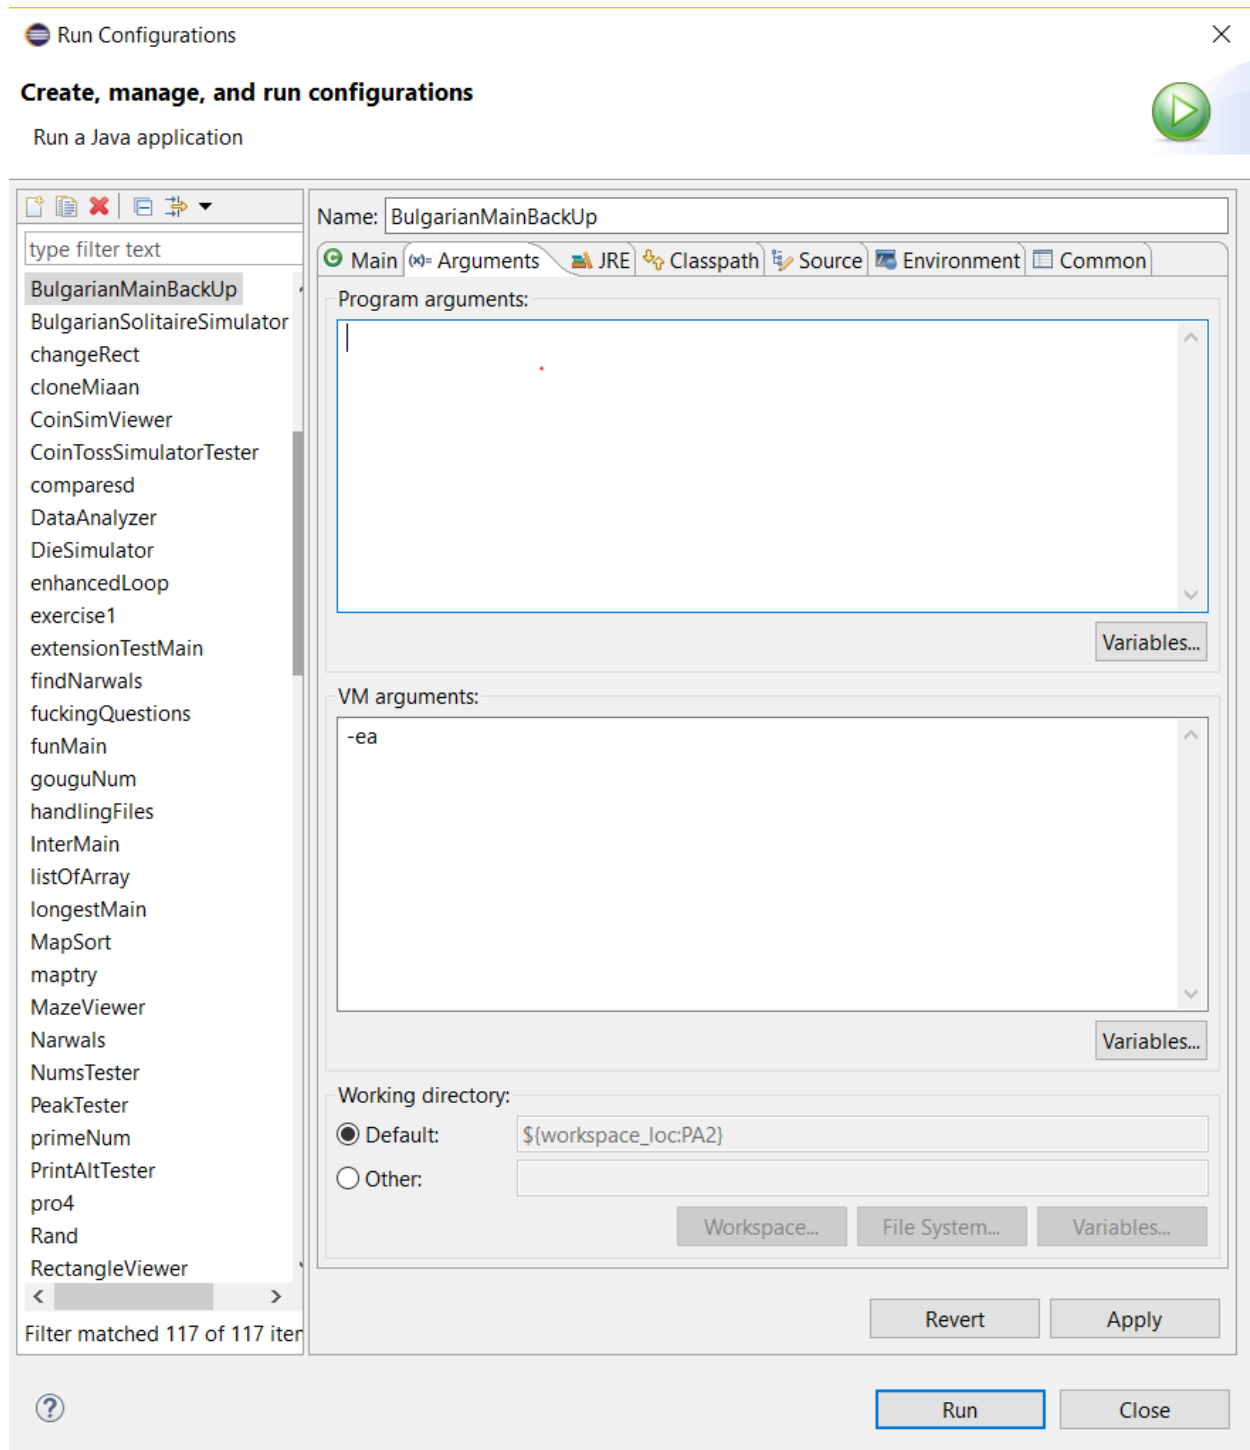 Run Configurations
Create, manage, and run configurations
Run a Java application
type filter text
BulgarianMainBackUp
BulgarianSolitaireSimulator
changeRect
cloneMiaan
CoinSimViewer
CoinTossSimulatorTester
comparesd
DataAnalyzer
DieSimulator
enhancedLoop
exercise1
extensionTestMain
findNarwals
fuckingQuestions
funMain
gouguNum
handlingFiles
InterMain
listOfArray
longestMain
MapSort
maptry
MazeViewer
Narwals
NumsTester
PeakTester
primeNum
PrintAltTester
pro4
Rand
RectangleViewer
Filter matched 117 of 117 iter
Name: BulgarianMainBackUp
Main (x)= Arguments JRE Classpath Source Environment Common
Program arguments:
Variables...
VM arguments:
-ea
Variables...
Working directory:
Default: ${workspace_loc:PA2}
Other:
Workspace... File System... Variables...
Revert Apply
Run Close